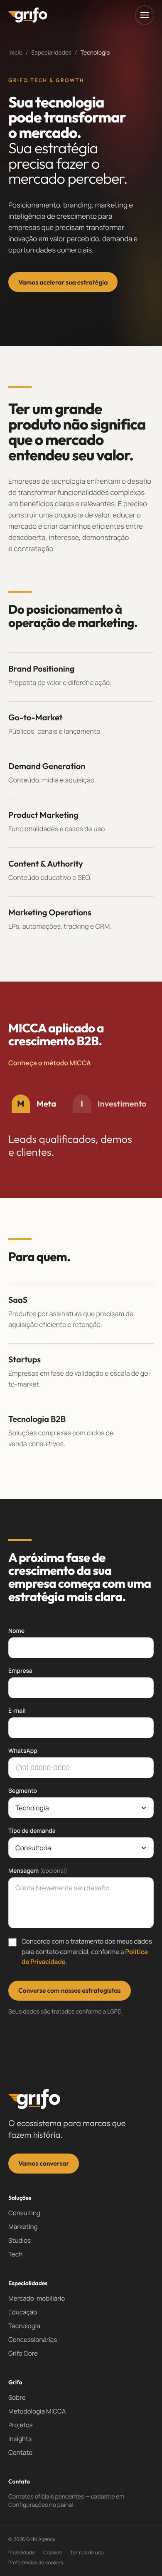 grifo
Início / Especialidades / Tecnologia
GRIFO TECH & GROWTH
Sua tecnologia
pode transformar
o mercado.
Sua estratégia
precisa fazer o
mercado perceber.
Posicionamento, branding, marketing e
inteligência de crescimento para
empresas que precisam transformar
inovação em valor percebido, demanda e
oportunidades comerciais.
Vamos acelerar sua estratégia
Ter um grande
produto não significa
que o mercado
entendeu seu valor.
Empresas de tecnologia enfrentam o desafio
de transformar funcionalidades complexas
em benefícios claros e relevantes. É preciso
construir uma proposta de valor, educar o
mercado e criar caminhos eficientes entre
descoberta, interesse, demonstração
e contratação.
Do posicionamento à
operação de marketing.
Brand Positioning
Proposta de valor e diferenciação.
Go-to-Market
Públicos, canais e lançamento.
Demand Generation
Conteúdo, mídia e aquisição.
Product Marketing
Funcionalidades e casos de uso.
Content & Authority
Conteúdo educativo e SEO.
Marketing Operations
LPs, automações, tracking e CRM.
MICCA aplicado a
crescimento B2B.
Conheça o método MICCA
M Meta I Investimento
Leads qualificados, demos
e clientes.
Para quem.
SaaS
Produtos por assinatura que precisam de
aquisição eficiente e retenção.
Startups
Empresas em fase de validação e escala de go-
to-market.
Tecnologia B2B
Soluções complexas com ciclos de
venda consultivos.
A próxima fase de
crescimento da sua
empresa começa com uma
estratégia mais clara.
Nome
Empresa
E-mail
WhatsApp
(00) 00000-0000
Segmento
Tecnologia
Tipo de demanda
Consultoria
Mensagem (opcional)
Conte brevemente seu desafio.
Concordo com o tratamento dos meus dados
para contato comercial, conforme a Política
de Privacidade.
Converse com nossos estrategistas
Seus dados são tratados conforme a LGPD.
grifo
O ecossistema para marcas que
fazem história.
Vamos conversar
Soluções
Consulting
Marketing
Studios
Tech
Especialidades
Mercado Imobiliário
Educação
Tecnologia
Concessionárias
Grifo Core
Grifo
Sobre
Metodologia MICCA
Projetos
Insights
Contato
Contato
Contatos oficiais pendentes — cadastre em
Configurações no painel.
© 2026 Grifo Agency
Privacidade Cookies Termos de uso
Preferências de cookies